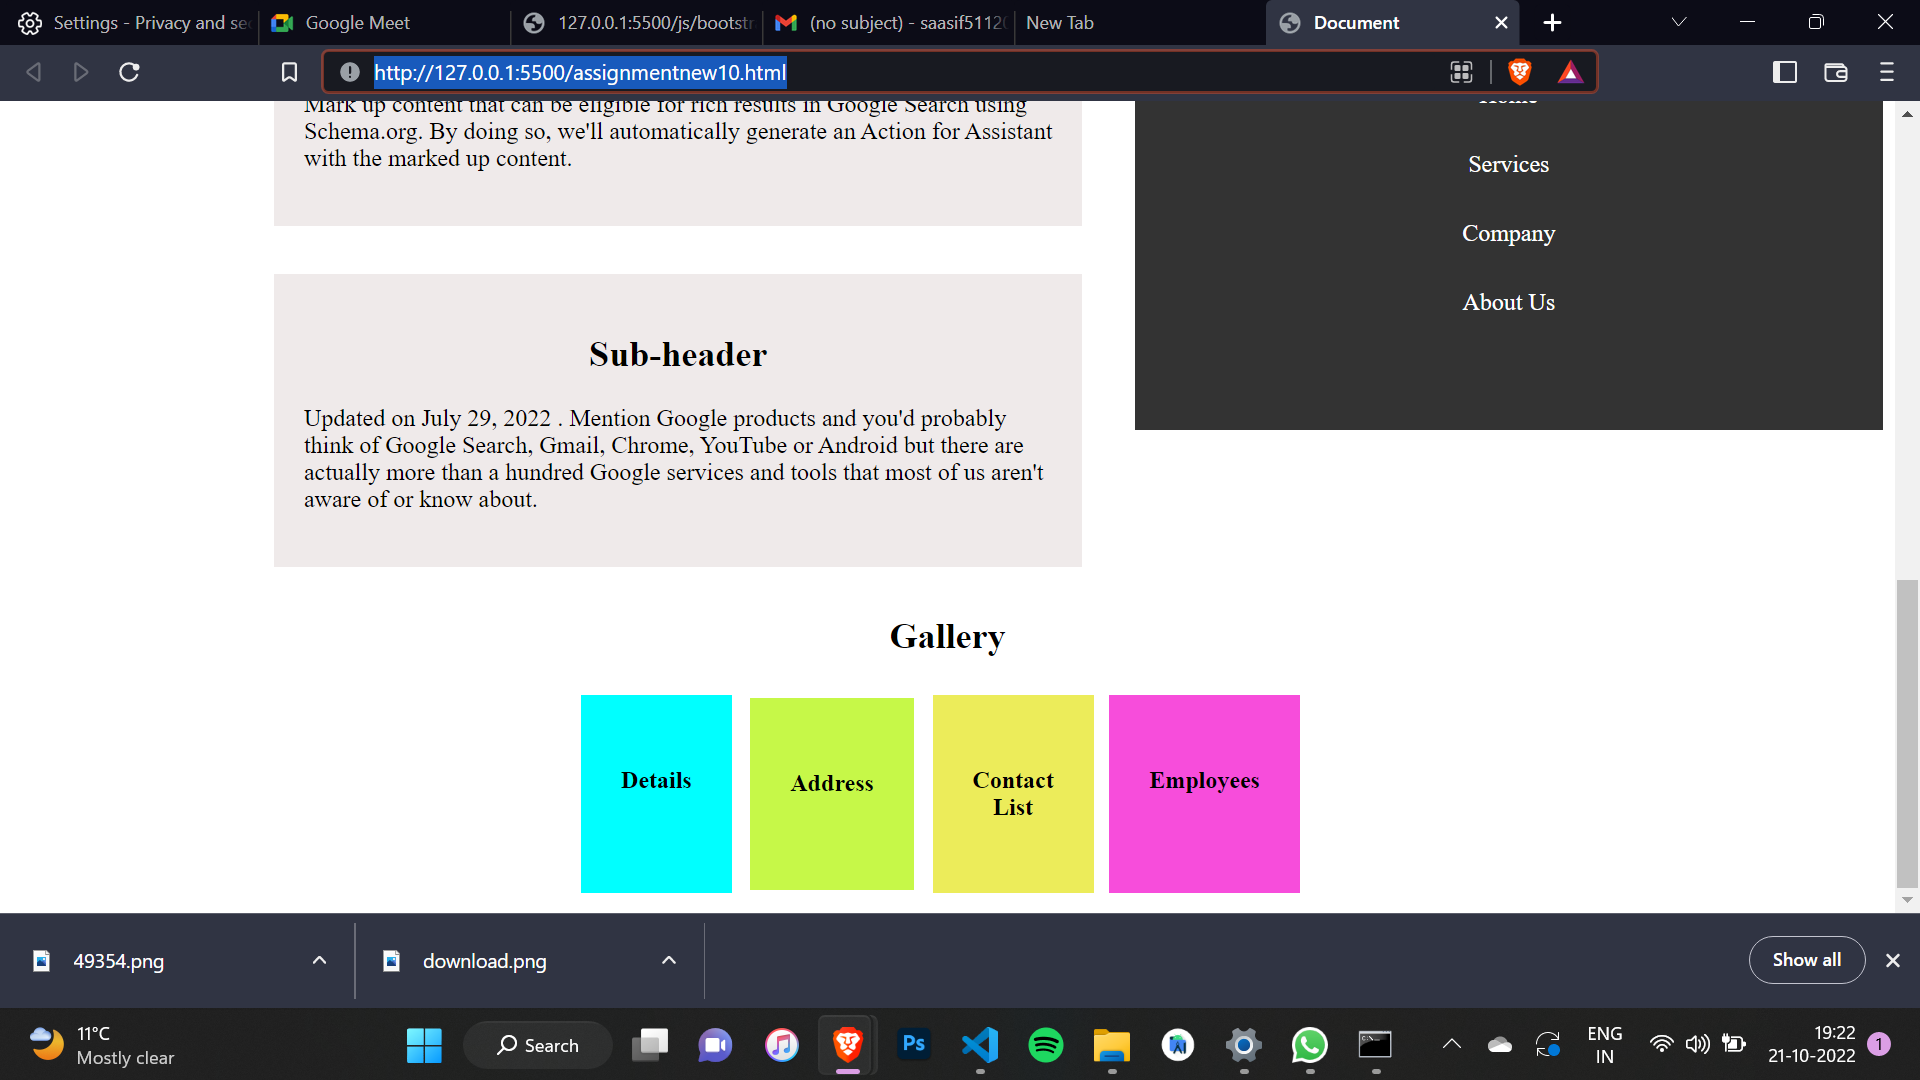 Settings - Privacy and se
Google Meet
127.0.0.1:5500/js/bootstr
(no subject) - saasif5112
New Tab
Document
http://127.0.0.1:5500/assignmentnew10.html
Mark up content that can be eligible for rich results in Google Search using
Schema.org. By doing so, we'll automatically generate an Action for Assistant
with the marked up content.
Home
Services
Company
About Us
Sub-header
Updated on July 29, 2022 . Mention Google products and you'd probably
think of Google Search, Gmail, Chrome, YouTube or Android but there are
actually more than a hundred Google services and tools that most of us aren't
aware of or know about.
Gallery
Details
Address
Contact
List
Employees
49354.png
download.png
Show all
11°C
Mostly clear
Search
Ps
ENG
IN
19:22
21-10-2022
1